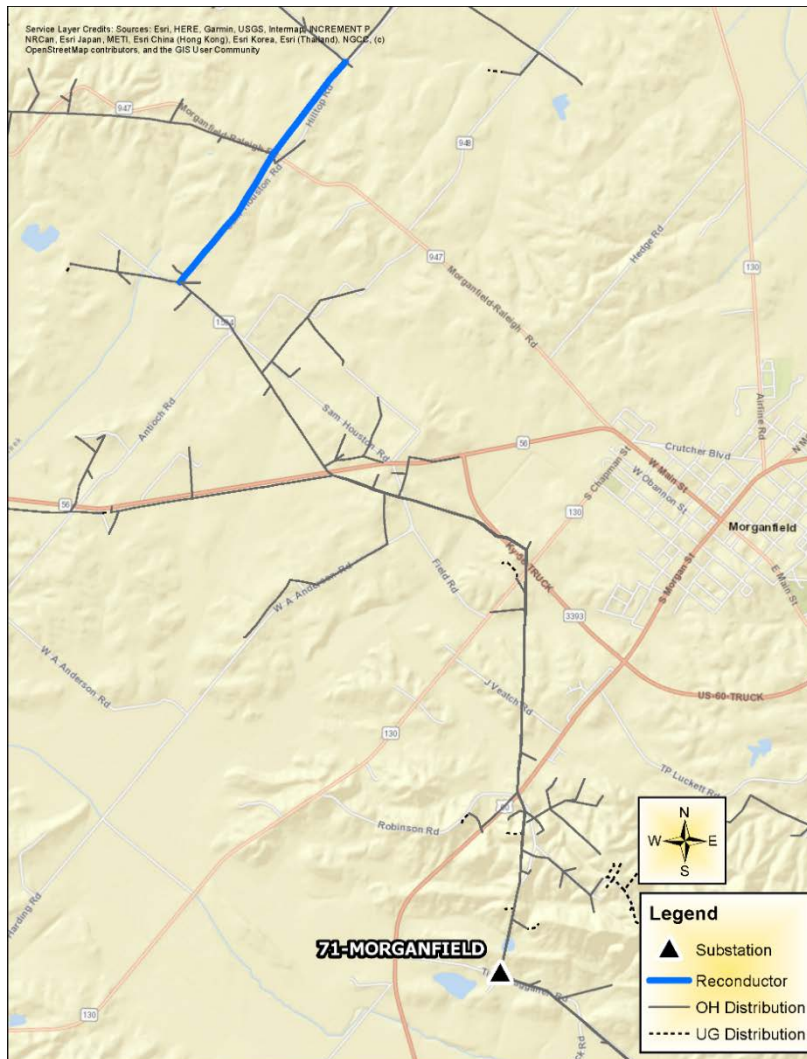 Service Layer Credits: Sources: Esri, HERE, Garmin, USGS, Intermap, INCREMENT P,
NRCan, Esri Japan, METI, Esri China (Hong Kong), Esri Korea, Esri (Thailand), NGCC, (c)
OpenStreetMap contributors, and the GIS User Community
947
Morganfield-Raleigh
Hilltop Rd
948
Houston Rd
Hedge Rd
947
130
Morganfield-Raleigh Rd
Antioch Rd
Sam Houston Rd
Airline Rd
56
Crutcher Blvd
W Main St
S Chapman St
W Obannon St
56
130
Morganfield
S Morgan St
E Main St
TRUCK
W A Anderson Rd
Field Rd
3393
W A Anderson Rd
J Veatch Rd
US-60-TRUCK
130
TP Luckett Rd
Robinson Rd
N
W E
S
Harding Rd
71-MORGANFIELD
130
Legend
Substation
Reconductor
OH Distribution
UG Distribution